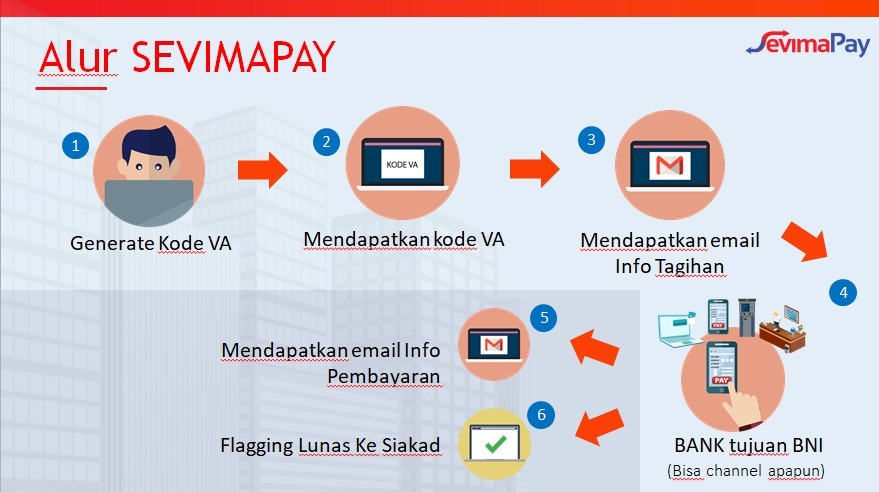 Alur SEVIMAPAY
SevimaPay
1
Generate Kode VA
2
KODE VA
Mendapatkan kode VA
3
Mendapatkan email
Info Tagihan
4
PAY
PAY
BANK tujuan BNI
(Bisa channel apapun)
5
Mendapatkan email Info
Pembayaran
6
Flagging Lunas Ke Siakad